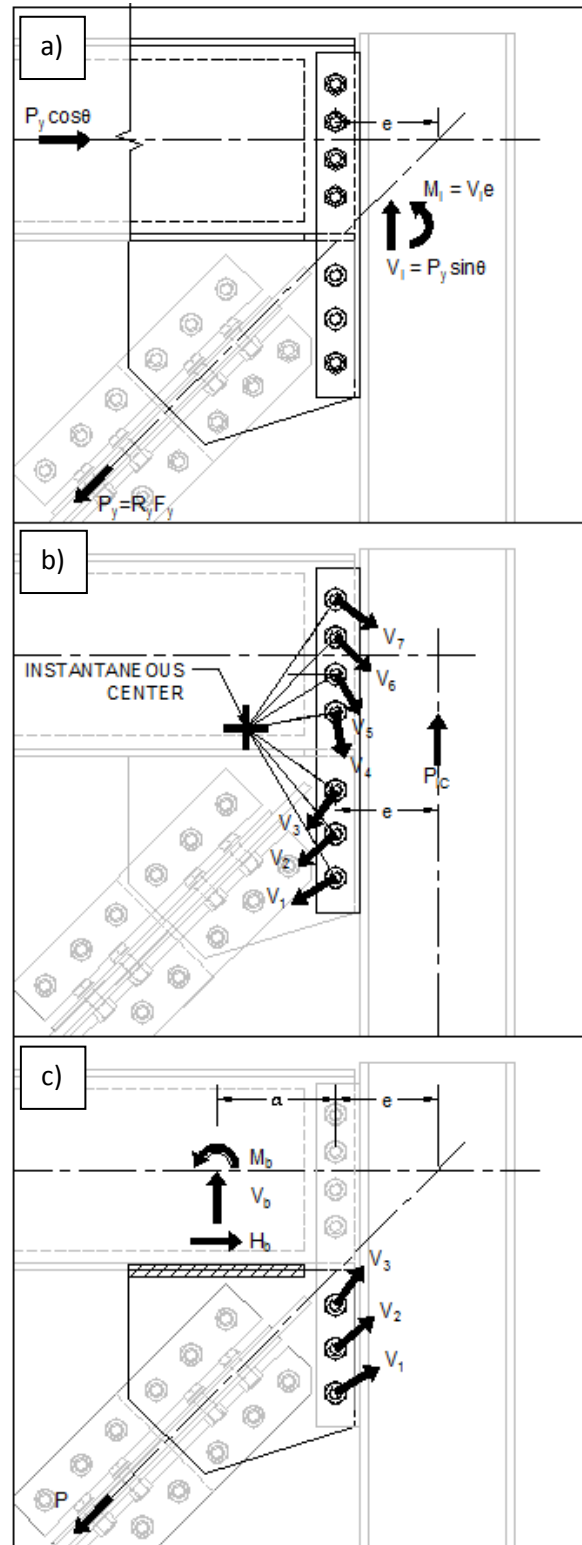 a)
P_y cosθ
e
M_I = V_I e
V_I = P_y sinθ
P_y=R_yF_y
b)
V_7
INSTANTANEOUS
V_6
CENTER
V_5
V_4
P_IC
V_3
e
V_2
V_1
c)
a
e
M_b
V_b
H_b
V_3
V_2
V_1
P